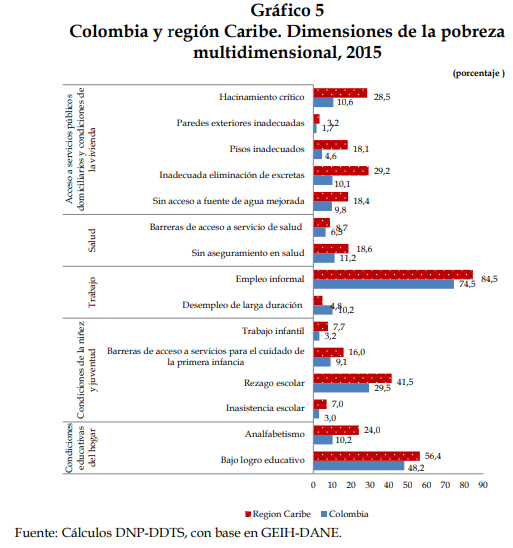 Gráfico 5
Colombia y región Caribe. Dimensiones de la pobreza
multidimensional, 2015
(porcentaje )
Acceso a servicios públicos
domiciliarios y condiciones de
la vivienda
Hacinamiento crítico
28,5
10,6
Paredes exteriores inadecuadas
3,2
1,7
Pisos inadecuados
18,1
4,6
Inadecuada eliminación de excretas
29,2
10,1
Sin acceso a fuente de agua mejorada
18,4
9,8
Salud
Barreras de acceso a servicio de salud
8,7
6,3
Sin aseguramiento en salud
18,6
11,2
Trabajo
Empleo informal
84,5
74,5
Desempleo de larga duración
4,8
10,2
Condiciones de la niñez
y juventud
Trabajo infantil
7,7
3,2
Barreras de acceso a servicios para el cuidado de
la primera infancia
16,0
9,1
Rezago escolar
41,5
29,5
Inasistencia escolar
7,0
3,0
Condiciones
educativas
del hogar
Analfabetismo
24,0
10,2
Bajo logro educativo
56,4
48,2
0 10 20 30 40 50 60 70 80 90
Region Caribe Colombia
Fuente: Cálculos DNP-DDTS, con base en GEIH-DANE.